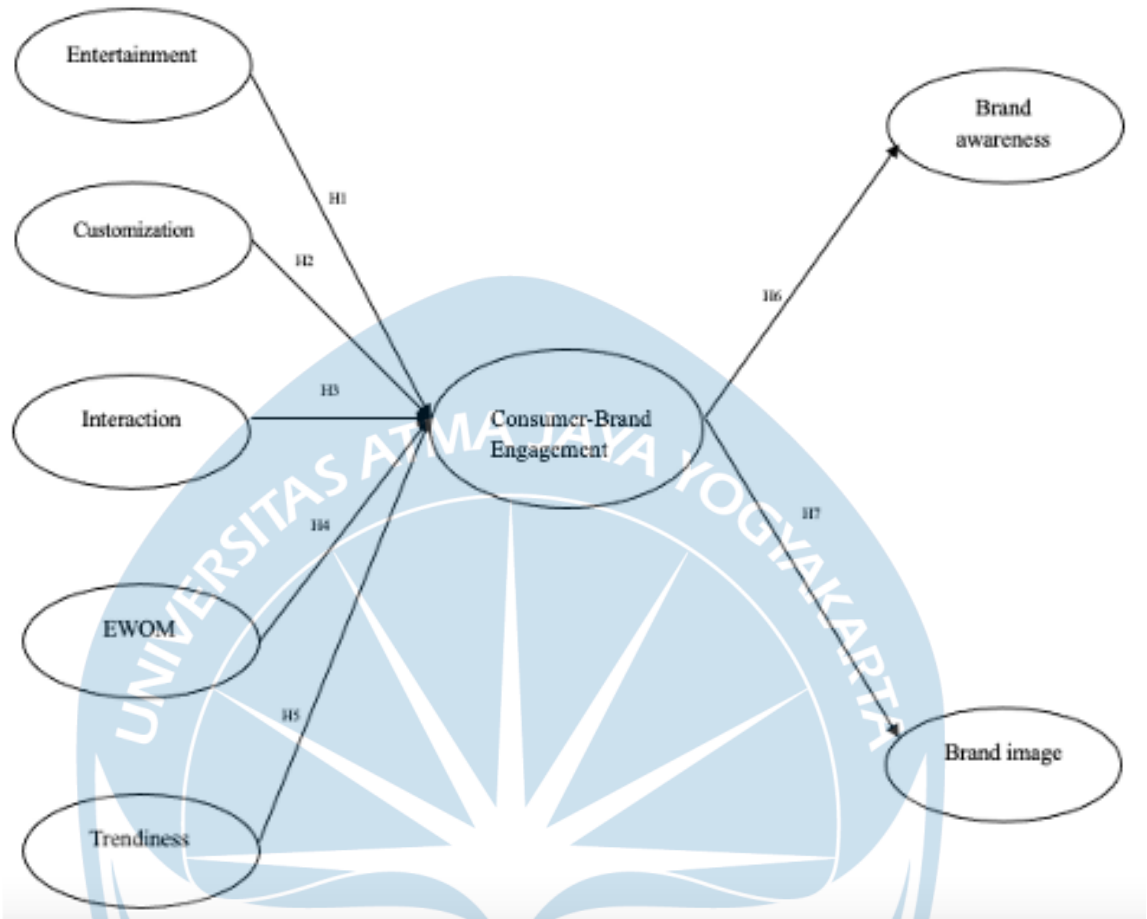 Entertainment
Brand
awareness
H1
Customization
H2
H6
H3
Interaction
Consumer-Brand
Engagement
UNIVERSITAS ATMA JAYA YOGYAKARTA
H4
H7
EWOM
H5
Brand image
Trendiness